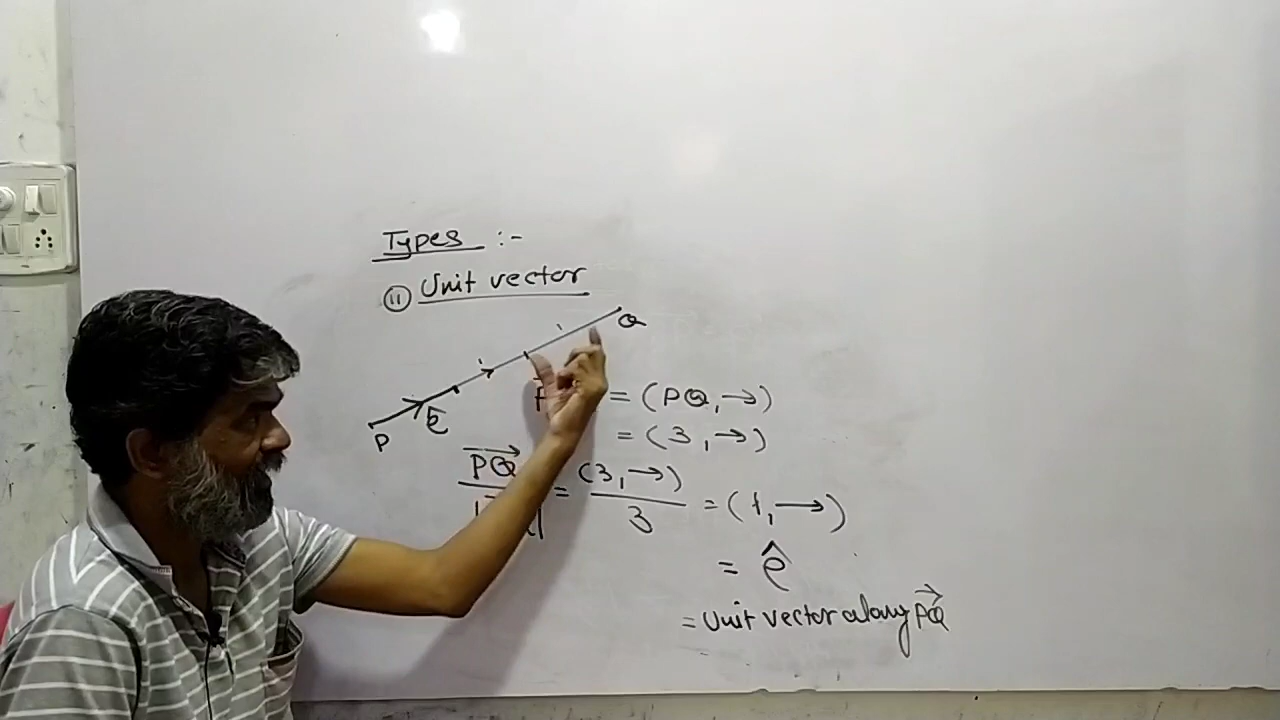 Types :-
(11) Unit vector
Q
P
ê
= (PQ, →)
= (3, →)
PQ⃗ / = (3, →) / 3 = (1, →)
= ê
= Unit vector along PQ⃗